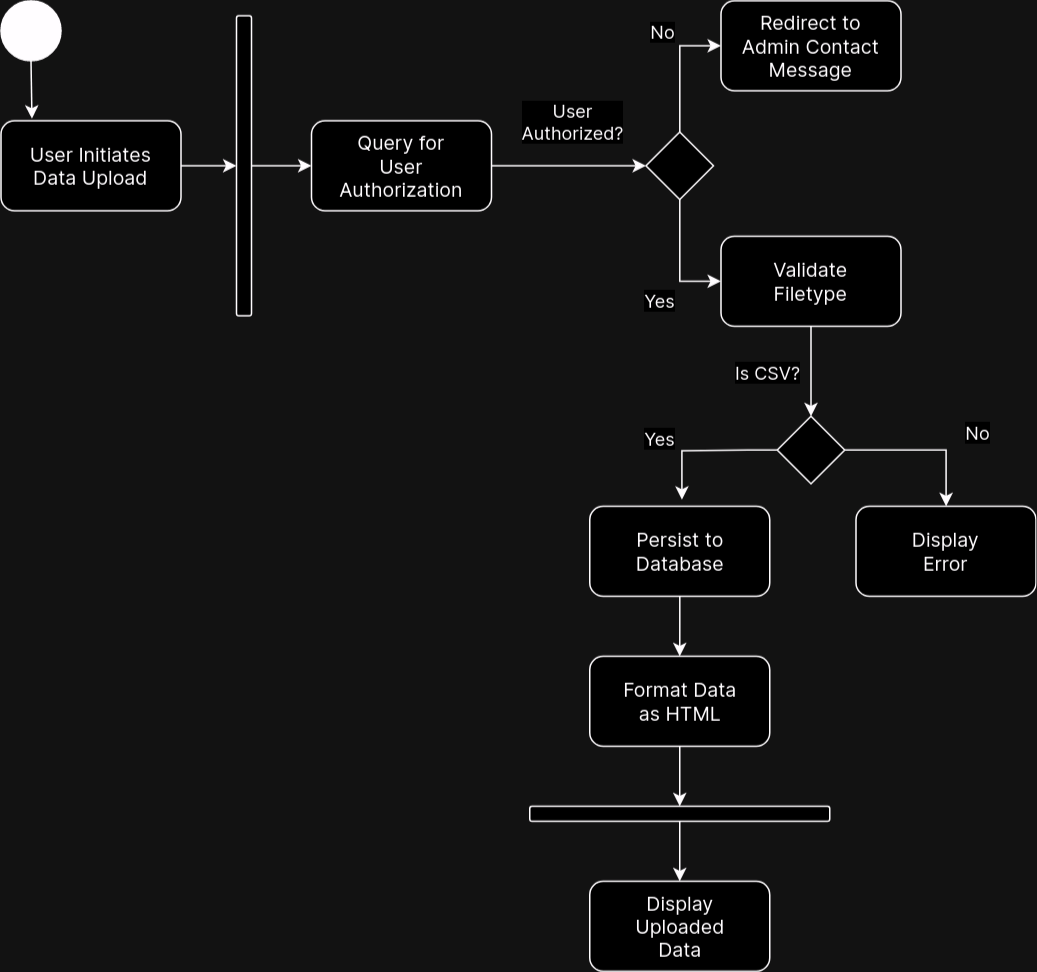 No
Redirect to
Admin Contact
Message
User
Authorized?
User Initiates
Data Upload
Query for
User
Authorization
Yes
Validate
Filetype
Is CSV?
Yes
No
Persist to
Database
Display
Error
Format Data
as HTML
Display
Uploaded
Data